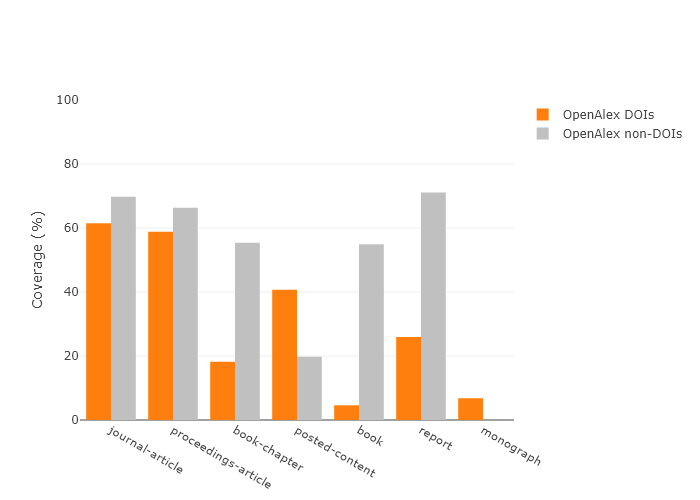 100
80
60
40
20
0
Coverage (%)
journal-article
proceedings-article
book-chapter
posted-content
book
report
monograph
OpenAlex DOIs
OpenAlex non-DOIs